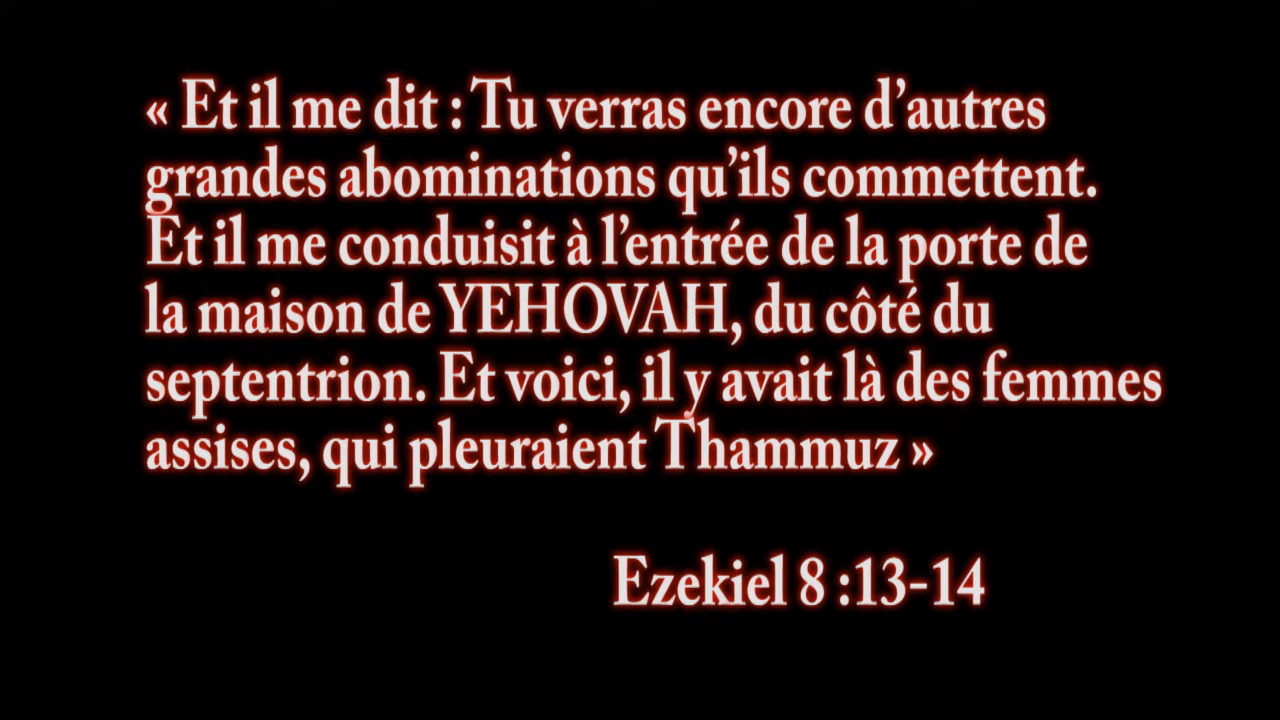 « Et il me dit : Tu verras encore d’autres
grandes abominations qu’ils commettent.
Et il me conduisit à l’entrée de la porte de
la maison de YEHOVAH, du côté du
septentrion. Et voici, il y avait là des femmes
assises, qui pleuraient Thammuz »
Ezekiel 8 :13-14